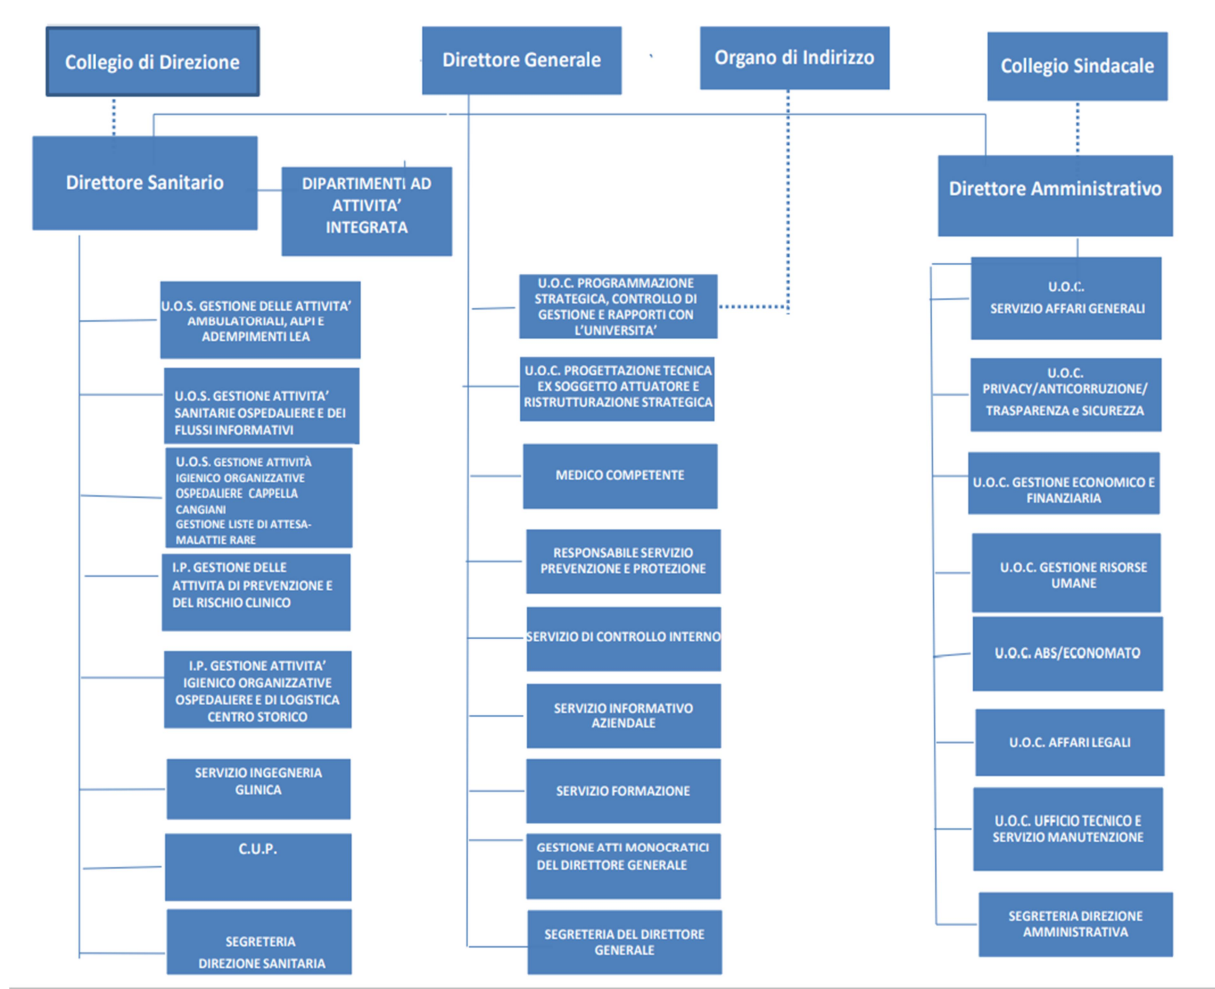 Collegio di Direzione
Direttore Generale
Organo di Indirizzo
Collegio Sindacale
Direttore Sanitario
DIPARTIMENTI AD
ATTIVITA’
INTEGRATA
Direttore Amministrativo
U.O.S. GESTIONE DELLE ATTIVITA’
AMBULATORIALI, ALPI E
ADEMPIMENTI LEA
U.O.S. GESTIONE ATTIVITA’
SANITARIE OSPEDALIERE E DEI
FLUSSI INFORMATIVI
U.O.S. GESTIONE ATTIVITÀ
IGIENICO ORGANIZZATIVE
OSPEDALIERE CAPPELLA
CANGIANI
GESTIONE LISTE DI ATTESA-
MALATTIE RARE
I.P. GESTIONE DELLE
ATTIVITA DI PREVENZIONE E
DEL RISCHIO CLINICO
I.P. GESTIONE ATTIVITA’
IGIENICO ORGANIZZATIVE
OSPEDALIERE E DI LOGISTICA
CENTRO STORICO
SERVIZIO INGEGNERIA
GLINICA
C.U.P.
SEGRETERIA
DIREZIONE SANITARIA
U.O.C. PROGRAMMAZIONE
STRATEGICA, CONTROLLO DI
GESTIONE E RAPPORTI CON
L’UNIVERSITA’
U.O.C. PROGETTAZIONE TECNICA
EX SOGGETTO ATTUATORE E
RISTRUTTURAZIONE STRATEGICA
MEDICO COMPETENTE
RESPONSABILE SERVIZIO
PREVENZIONE E PROTEZIONE
SERVIZIO DI CONTROLLO INTERNO
SERVIZIO INFORMATIVO
AZIENDALE
SERVIZIO FORMAZIONE
GESTIONE ATTI MONOCRATICI
DEL DIRETTORE GENERALE
SEGRETERIA DEL DIRETTORE
GENERALE
U.O.C.
SERVIZIO AFFARI GENERALI
U.O.C.
PRIVACY/ANTICORRUZIONE/
TRASPARENZA e SICUREZZA
U.O.C. GESTIONE ECONOMICO E
FINANZIARIA
U.O.C. GESTIONE RISORSE
UMANE
U.O.C. ABS/ECONOMATO
U.O.C. AFFARI LEGALI
U.O.C. UFFICIO TECNICO E
SERVIZIO MANUTENZIONE
SEGRETERIA DIREZIONE
AMMINISTRATIVA